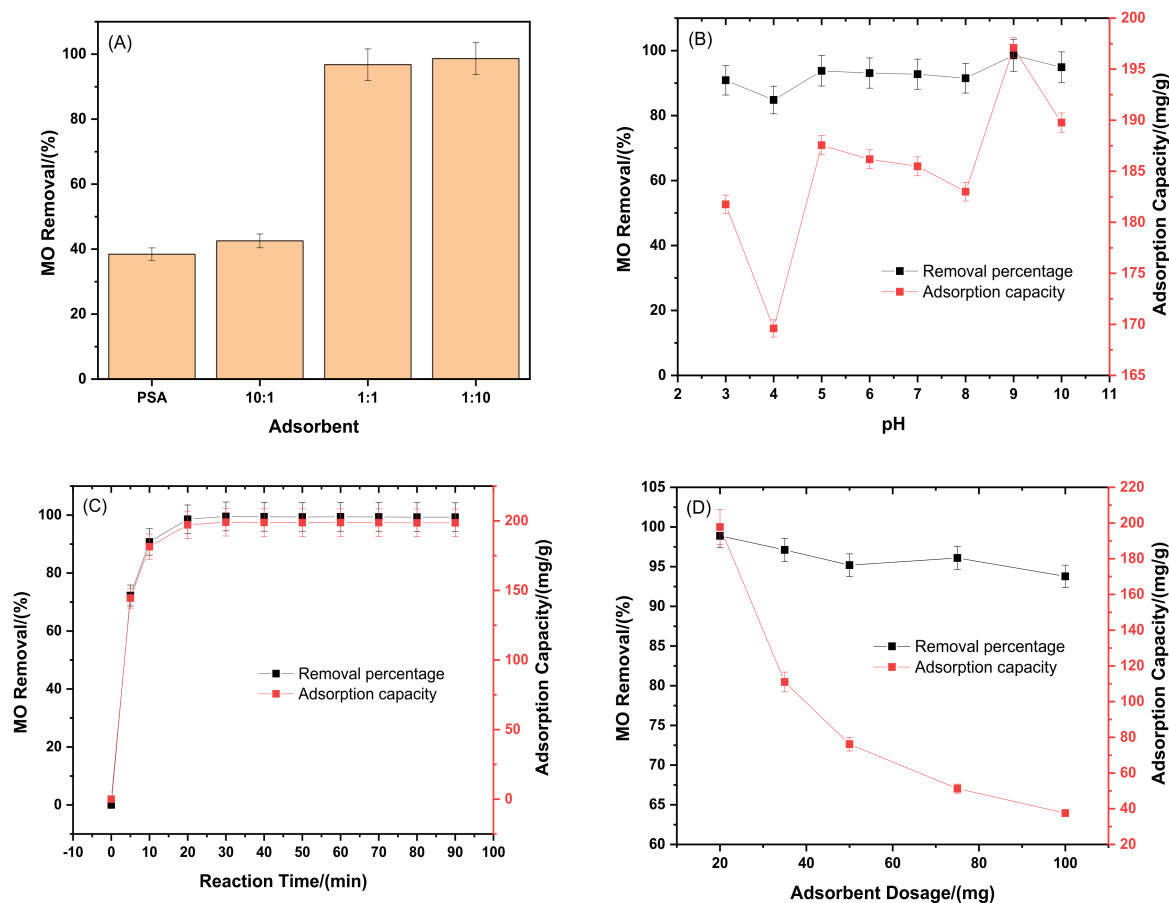 (A)
MO Removal/(%)
100
80
60
40
20
0
PSA 10:1 1:1 1:10
Adsorbent
(B)
MO Removal/(%)
100
80
60
40
20
0
200
195
190
185
180
175
170
165
Adsorption Capacity/(mg/g)
Removal percentage
Adsorption capacity
2 3 4 5 6 7 8 9 10 11
pH
(C)
MO Removal/(%)
100
80
60
40
20
0
200
150
100
50
0
Adsorption Capacity/(mg/g)
Removal percentage
Adsorption capacity
-10 0 10 20 30 40 50 60 70 80 90 100
Reaction Time/(min)
(D)
MO Removal/(%)
105
100
95
90
85
80
75
70
65
60
220
200
180
160
140
120
100
80
60
40
20
Adsorption Capacity/(mg/g)
Removal percentage
Adsorption capacity
20 40 60 80 100
Adsorbent Dosage/(mg)